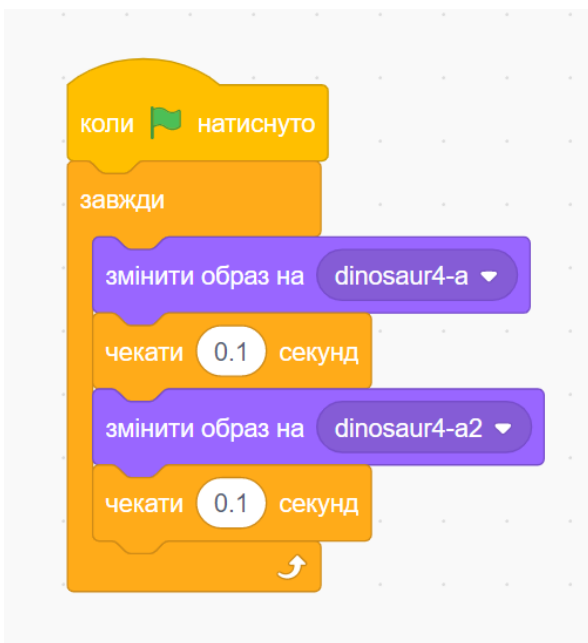 коли натиснуто
завжди
змінити образ на dinosaur4-a
чекати 0.1 секунд
змінити образ на dinosaur4-a2
чекати 0.1 секунд